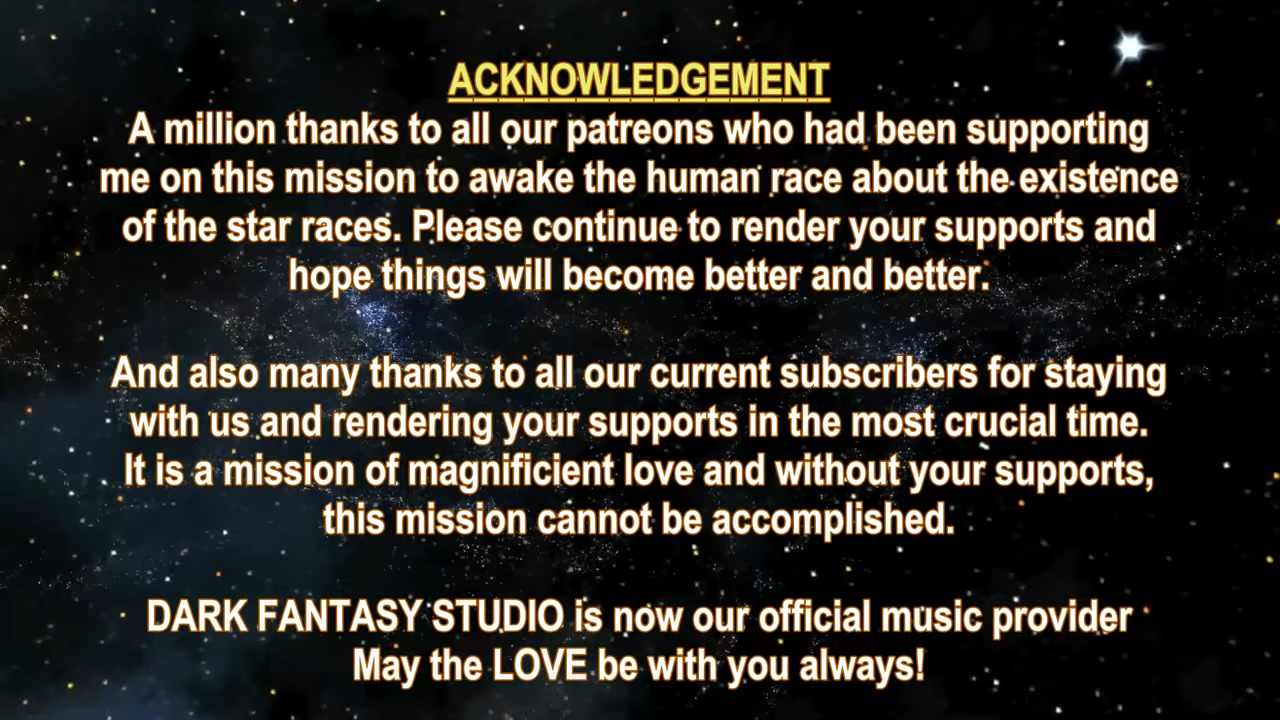 ACKNOWLEDGEMENT
A million thanks to all our patreons who had been supporting
me on this mission to awake the human race about the existence
of the star races. Please continue to render your supports and
hope things will become better and better.
And also many thanks to all our current subscribers for staying
with us and rendering your supports in the most crucial time.
It is a mission of magnificient love and without your supports,
this mission cannot be accomplished.
DARK FANTASY STUDIO is now our official music provider
May the LOVE be with you always!